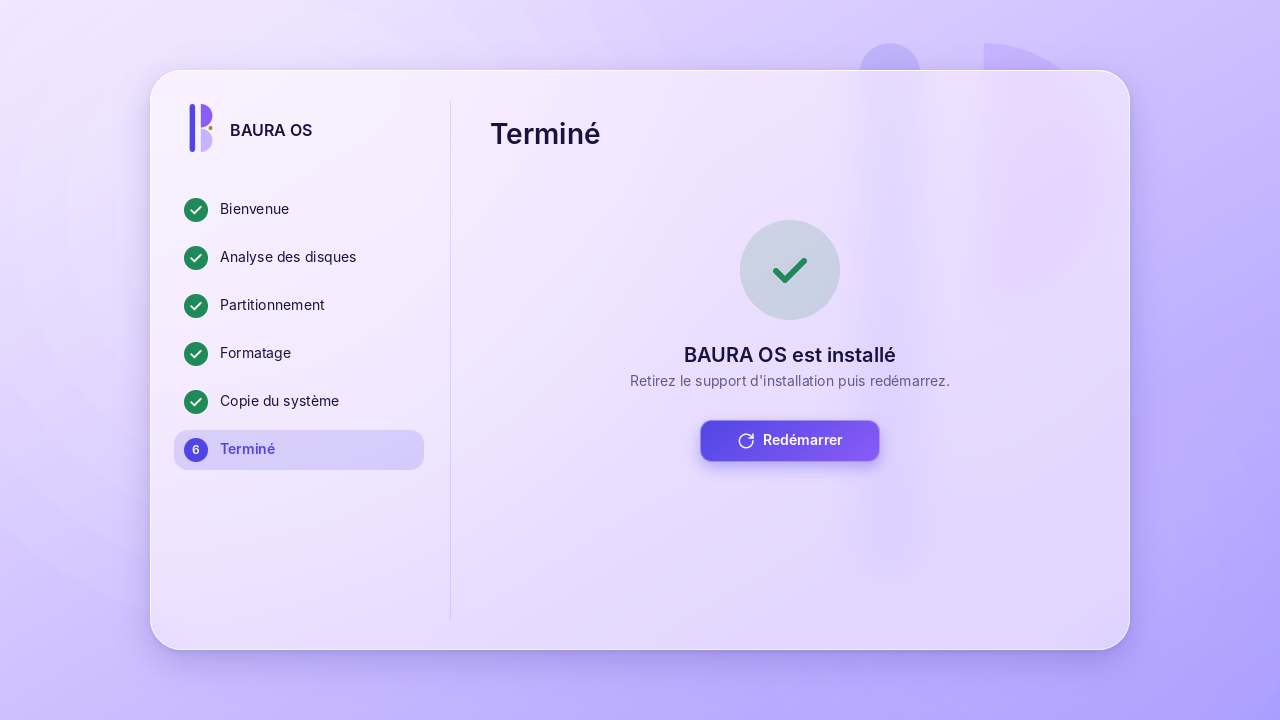 BAURA OS
Bienvenue
Analyse des disques
Partitionnement
Formatage
Copie du système
6 Terminé
Terminé
BAURA OS est installé
Retirez le support d'installation puis redémarrez.
Redémarrer